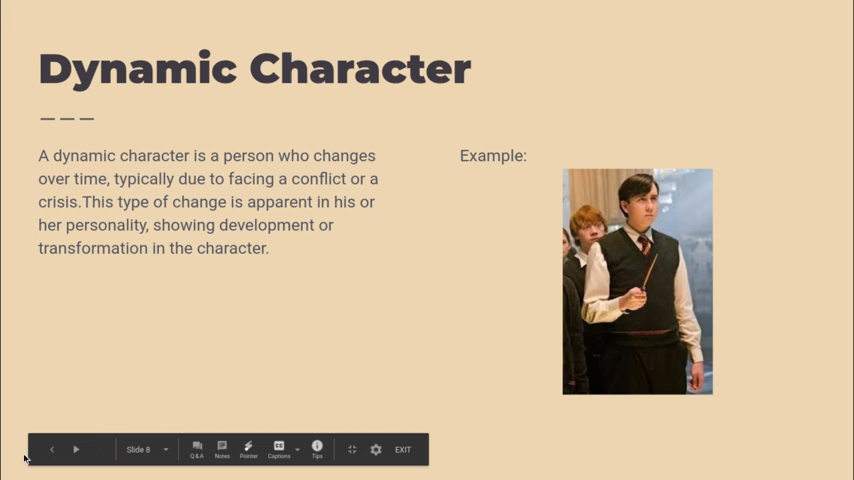 Dynamic Character
A dynamic character is a person who changes
over time, typically due to facing a conflict or a
crisis.This type of change is apparent in his or
her personality, showing development or
transformation in the character.
Example:
Slide 8
Q & A
Notes
Pointer
Captions
Tips
EXIT